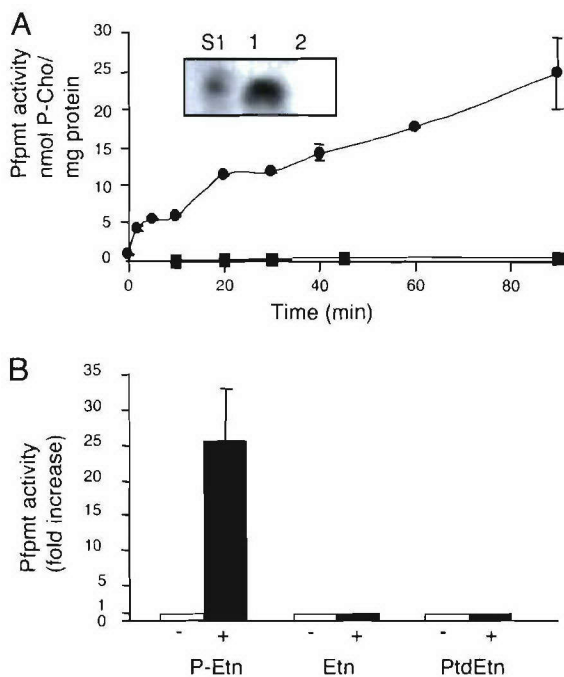 A
S1 1 2
Pfpmt activity
nmol P-Cho/
mg protein
30
25
20
15
10
5
0
0 20 40 60 80
Time (min)
B
Pfpmt activity
(fold increase)
35
30
25
20
15
10
5
1
0
- + - + - +
P-Etn Etn PtdEtn